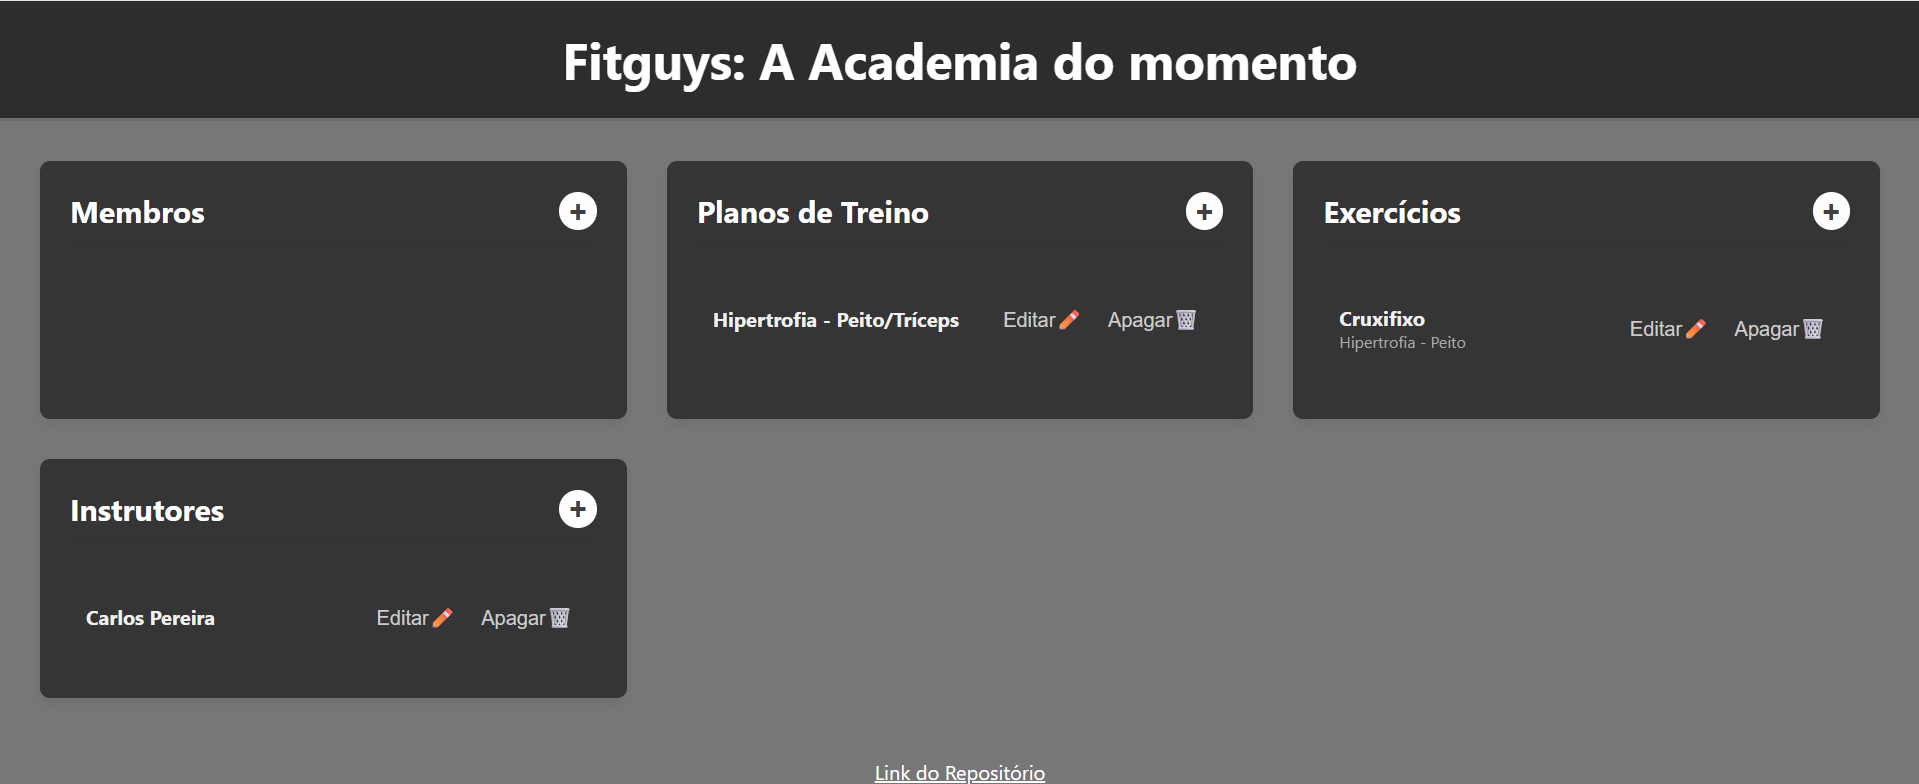 Fitguys: A Academia do momento
Membros
+
Planos de Treino
+
Hipertrofia - Peito/Tríceps
Editar
Apagar
Exercícios
+
Cruxifixo
Hipertrofia - Peito
Editar
Apagar
Instrutores
+
Carlos Pereira
Editar
Apagar
Link do Repositório